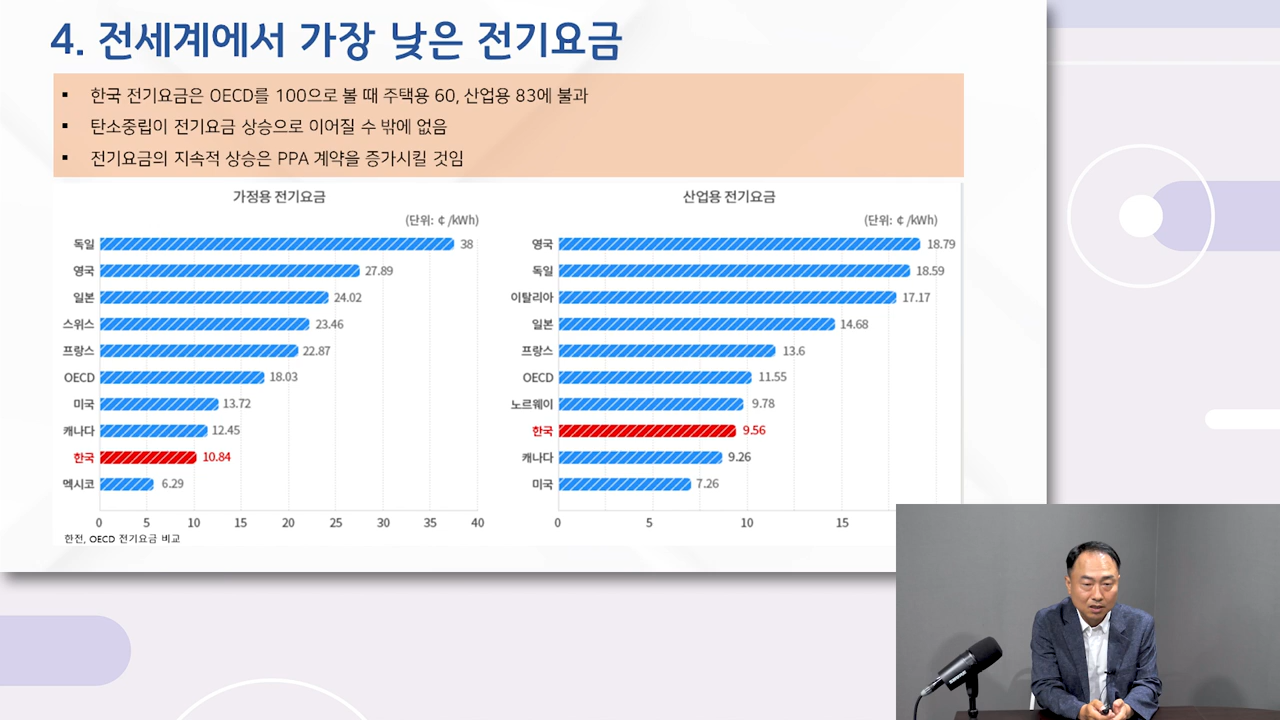 4. 전세계에서 가장 낮은 전기요금
▪ 한국 전기요금은 OECD를 100으로 볼 때 주택용 60, 산업용 83에 불과
▪ 탄소중립이 전기요금 상승으로 이어질 수 밖에 없음
▪ 전기요금의 지속적 상승은 PPA 계약을 증가시킬 것임
가정용 전기요금
(단위: ¢/kWh)
독일 38
영국 27.89
일본 24.02
스위스 23.46
프랑스 22.87
OECD 18.03
미국 13.72
캐나다 12.45
한국 10.84
멕시코 6.29
0 5 10 15 20 25 30 35 40
한전, OECD 전기요금 비교
산업용 전기요금
(단위: ¢/kWh)
영국 18.79
독일 18.59
이탈리아 17.17
일본 14.68
프랑스 13.6
OECD 11.55
노르웨이 9.78
한국 9.56
캐나다 9.26
미국 7.26
0 5 10 15